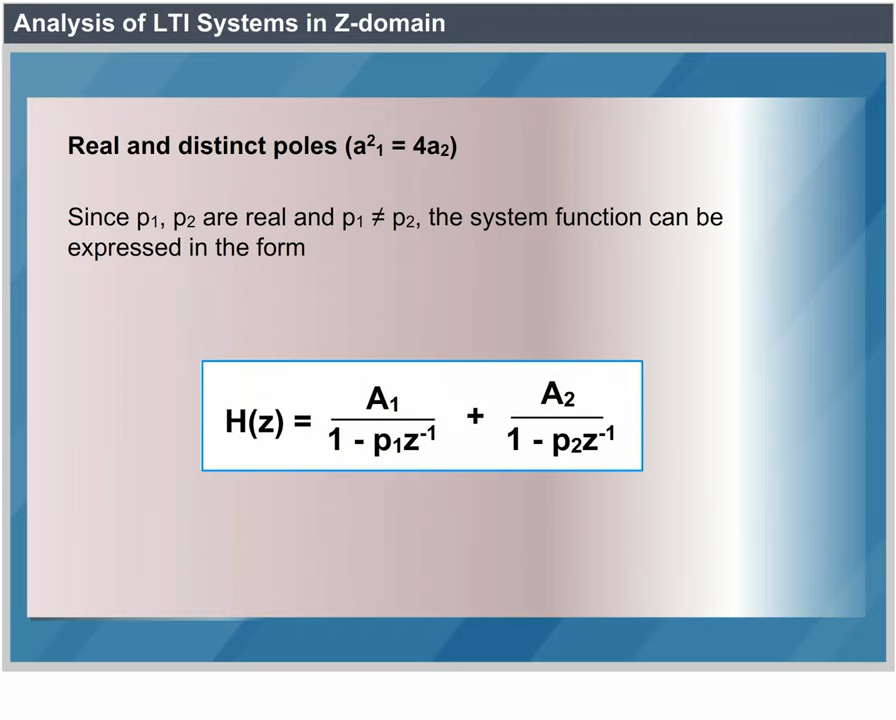 Analysis of LTI Systems in Z-domain
Real and distinct poles (a²₁ = 4a₂)
Since p₁, p₂ are real and p₁ ≠ p₂, the system function can be
expressed in the form
H(z) = A₁ / (1 - p₁z⁻¹) + A₂ / (1 - p₂z⁻¹)